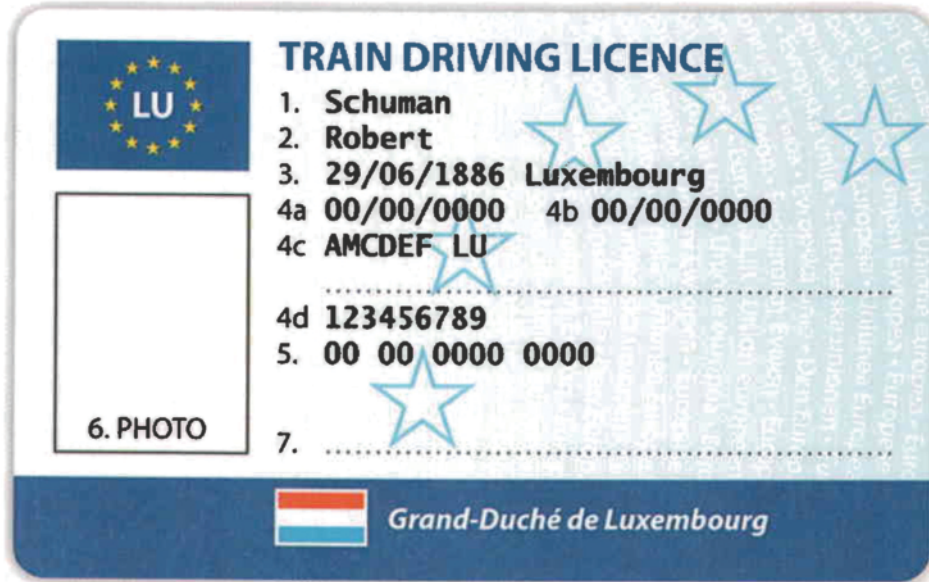 LU
TRAIN DRIVING LICENCE
1. Schuman
2. Robert
3. 29/06/1886 Luxembourg
4a 00/00/0000 4b 00/00/0000
4c AMCDEF LU
4d 123456789
5. 00 00 0000 0000
6. PHOTO
7.
Grand-Duché de Luxembourg